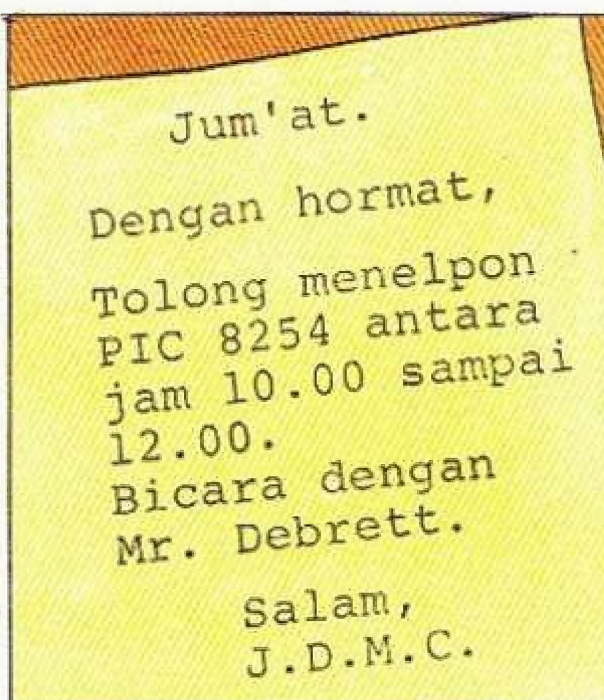 Jum'at.
Dengan hormat,
Tolong menelpon
PIC 8254 antara
jam 10.00 sampai
12.00.
Bicara dengan
Mr. Debrett.
Salam,
J.D.M.C.